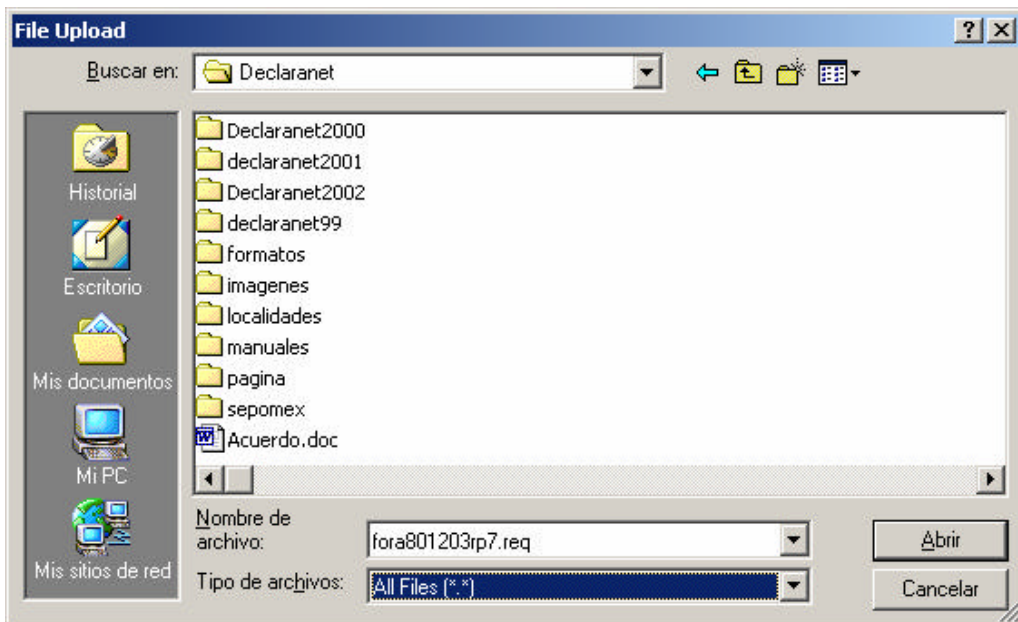 File Upload
Buscar en: Declaranet
Historial
Escritorio
Mis documentos
Mi PC
Mis sitios de red
Declaranet2000
declaranet2001
Declaranet2002
declaranet99
formatos
imagenes
localidades
manuales
pagina
sepomex
Acuerdo.doc
Nombre de
archivo: fora801203rp7.req
Abrir
Tipo de archivos: All Files (*.*)
Cancelar